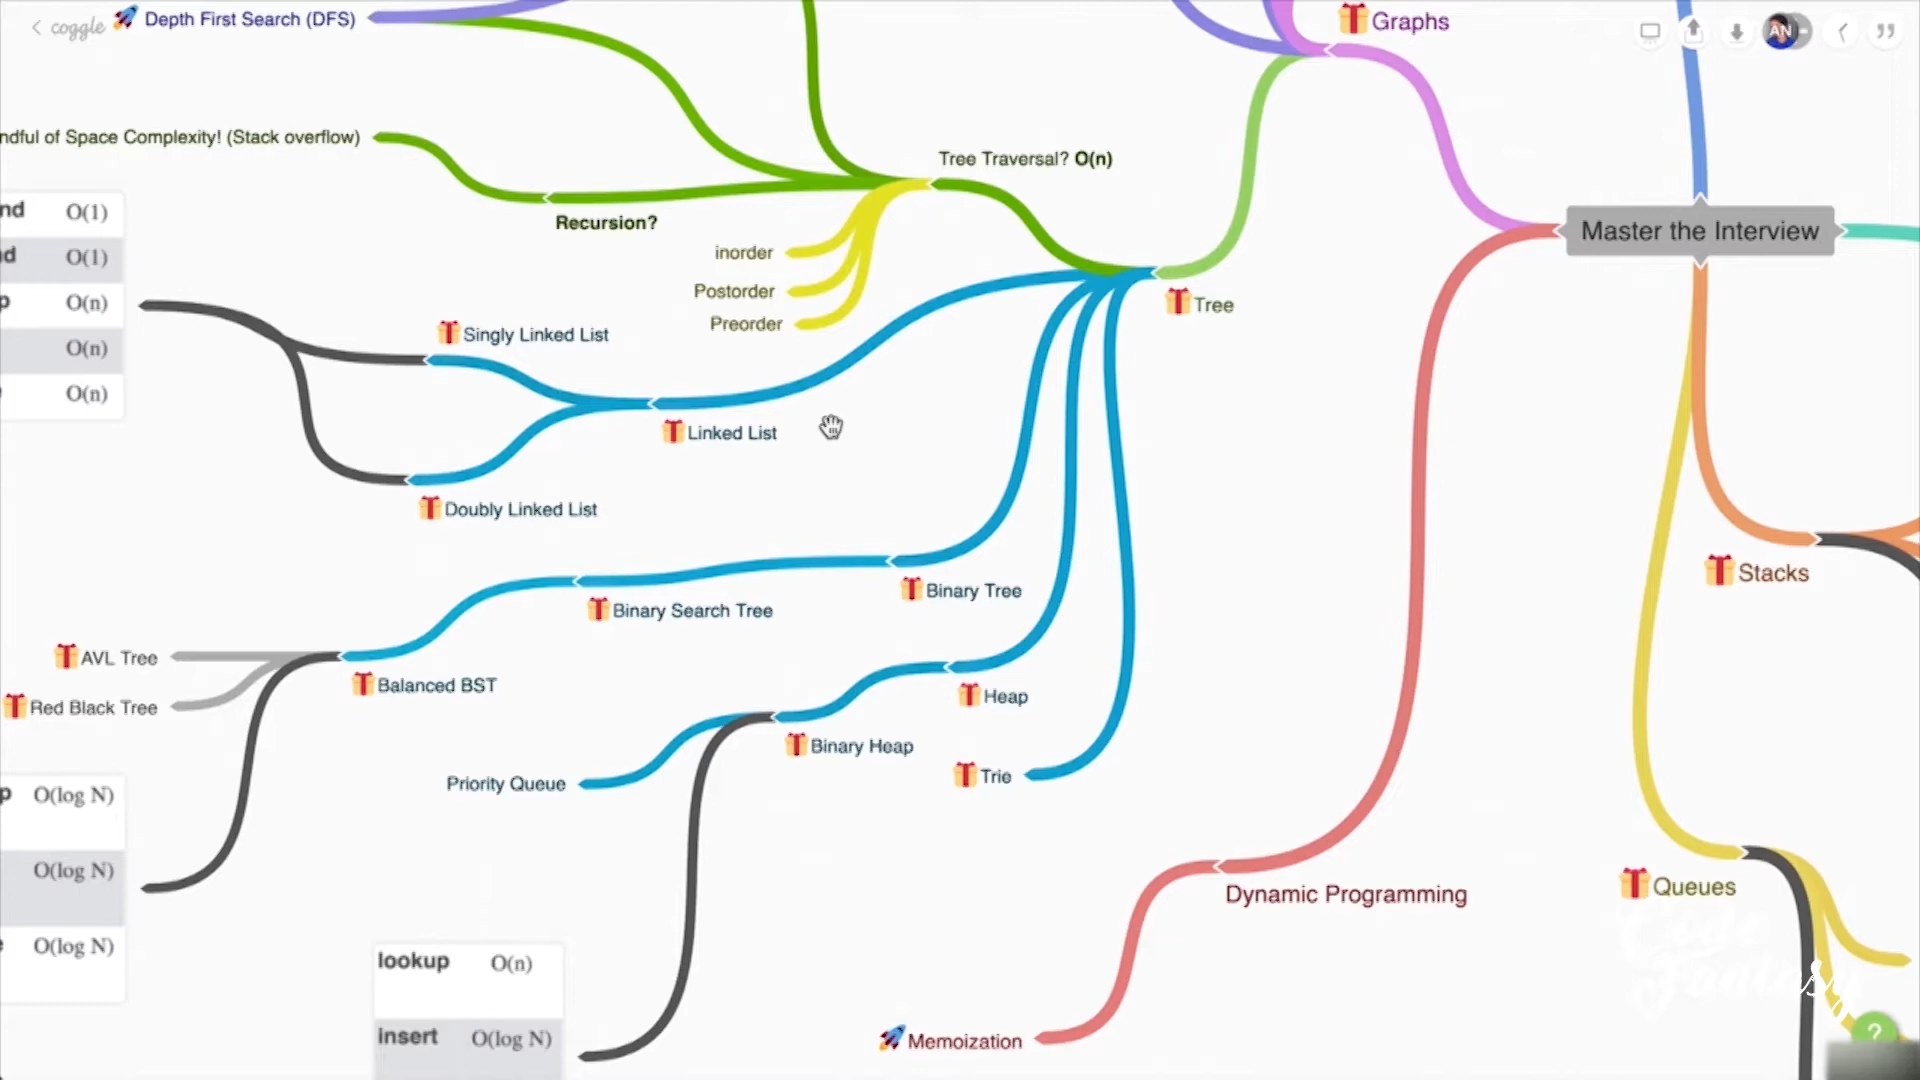 coggle
Depth First Search (DFS)
Graphs
AN
ndful of Space Complexity! (Stack overflow)
Tree Traversal? O(n)
Recursion?
inorder
Postorder
Preorder
Master the Interview
nd O(1)
d O(1)
p O(n)
O(n)
O(n)
Tree
Singly Linked List
Linked List
Doubly Linked List
Stacks
Binary Tree
Binary Search Tree
AVL Tree
Balanced BST
Red Black Tree
Heap
Binary Heap
Trie
Priority Queue
p O(log N)
O(log N)
e O(log N)
Dynamic Programming
Queues
Code
Fantasy
lookup O(n)
insert O(log N)
Memoization
?